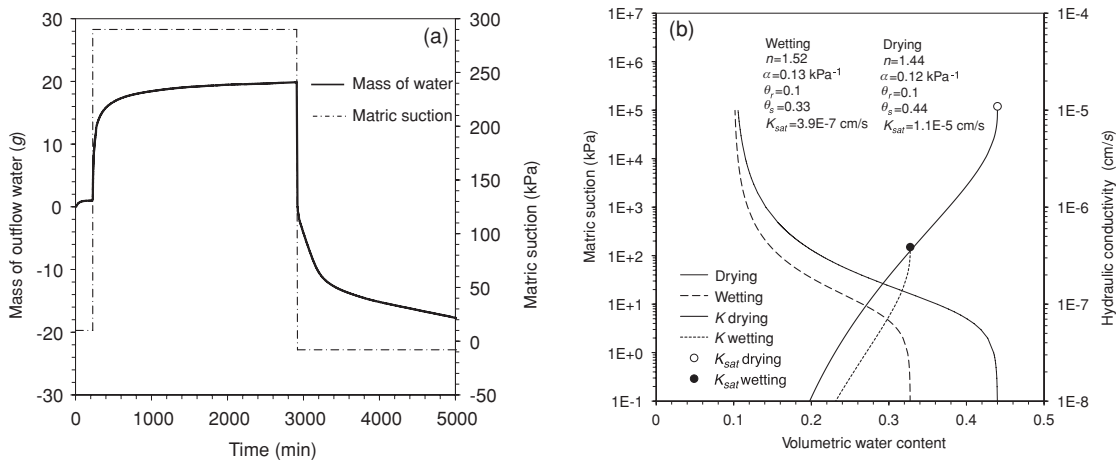 (a)
30
20
10
0
-10
-20
-30
Mass of outflow water (g)
300
250
200
150
100
50
0
-50
Matric suction (kPa)
Mass of water
Matric suction
0 1000 2000 3000 4000 5000
Time (min)
(b)
1E+7
1E+6
1E+5
1E+4
1E+3
1E+2
1E+1
1E+0
1E-1
Matric suction (kPa)
Wetting
n=1.52
α=0.13 kPa⁻¹
θr=0.1
θs=0.33
Ksat=3.9E-7 cm/s
Drying
n=1.44
α=0.12 kPa⁻¹
θr=0.1
θs=0.44
Ksat=1.1E-5 cm/s
Drying
Wetting
K drying
K wetting
Ksat drying
Ksat wetting
1E-4
1E-5
1E-6
1E-7
1E-8
Hydraulic conductivity (cm/s)
0 0.1 0.2 0.3 0.4 0.5
Volumetric water content